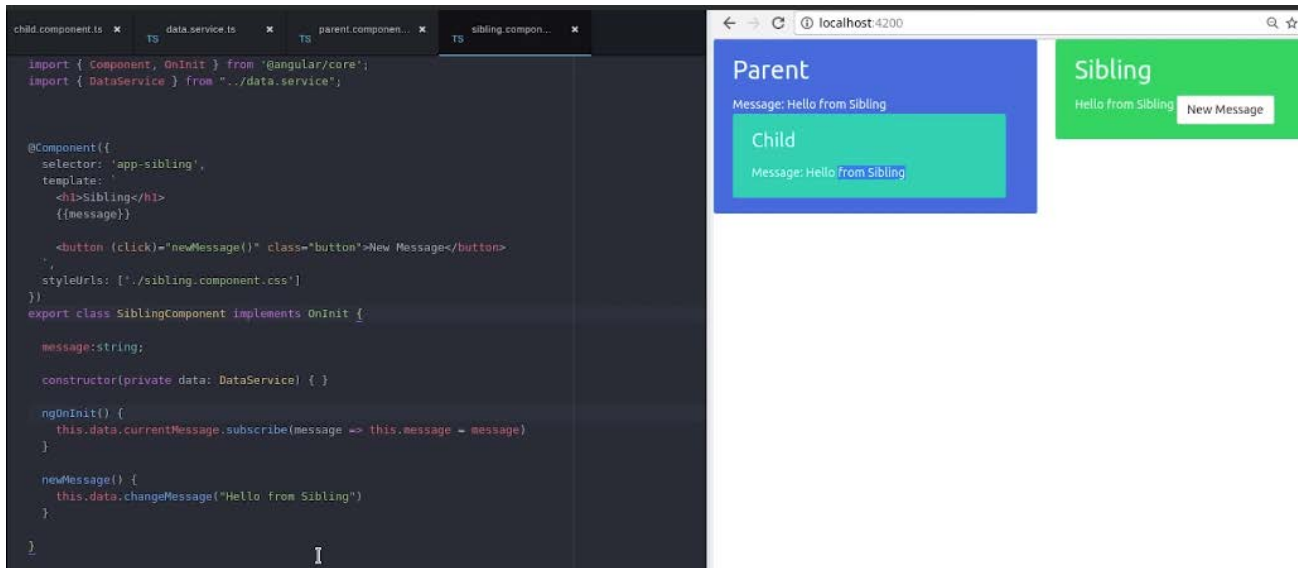 child.component.ts ×
TS data.service.ts ×
TS parent.componen... ×
TS sibling.compon... ×
import { Component, OnInit } from '@angular/core';
import { DataService } from "../data.service";
@Component({
selector: 'app-sibling',
template: `
<h1>Sibling</h1>
{{message}}
<button (click)="newMessage()" class="button">New Message</button>
`,
styleUrls: ['./sibling.component.css']
})
export class SiblingComponent implements OnInit {
message:string;
constructor(private data: DataService) { }
ngOnInit() {
this.data.currentMessage.subscribe(message => this.message = message)
}
newMessage() {
this.data.changeMessage("Hello from Sibling")
}
}
localhost:4200
Parent
Message: Hello from Sibling
Child
Message: Hello from Sibling
Sibling
Hello from Sibling New Message